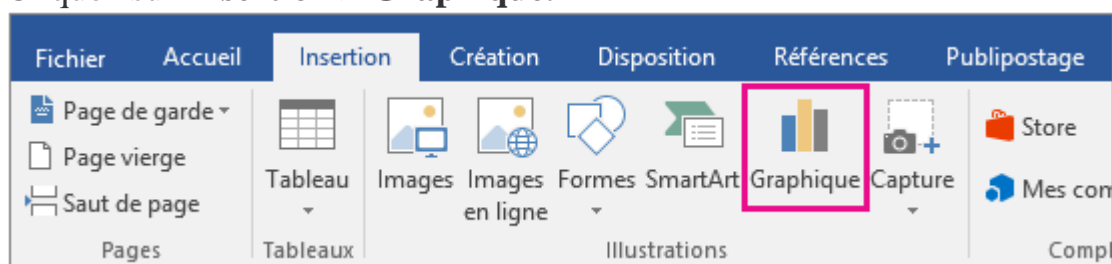 Fichier Accueil Insertion Création Disposition Références Publipostage
Page de garde
Page vierge
Saut de page
Pages
Tableau
Tableaux
Images
Images en ligne
Formes
SmartArt
Graphique
Capture
Illustrations
Store
Mes com
Compl